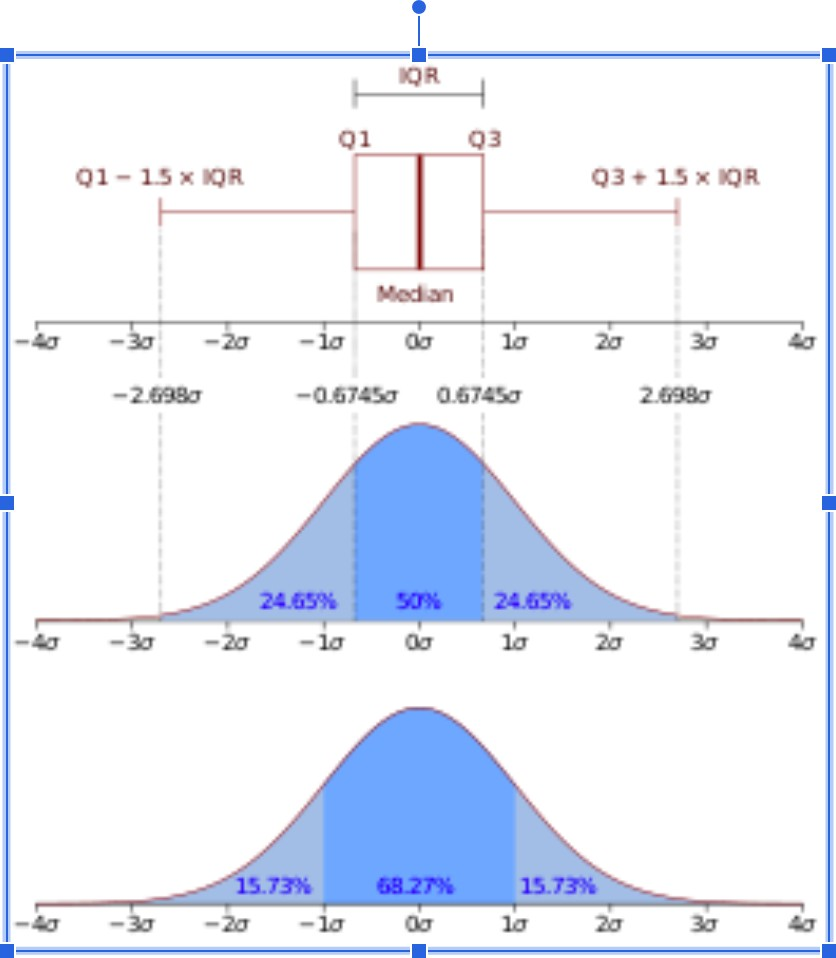 IQR
Q1 Q3
Q1 − 1.5 × IQR Q3 + 1.5 × IQR
Median
−4σ −3σ −2σ −1σ 0σ 1σ 2σ 3σ 4σ
−2.698σ −0.6745σ 0.6745σ 2.698σ
24.65% 50% 24.65%
−4σ −3σ −2σ −1σ 0σ 1σ 2σ 3σ 4σ
15.73% 68.27% 15.73%
−4σ −3σ −2σ −1σ 0σ 1σ 2σ 3σ 4σ